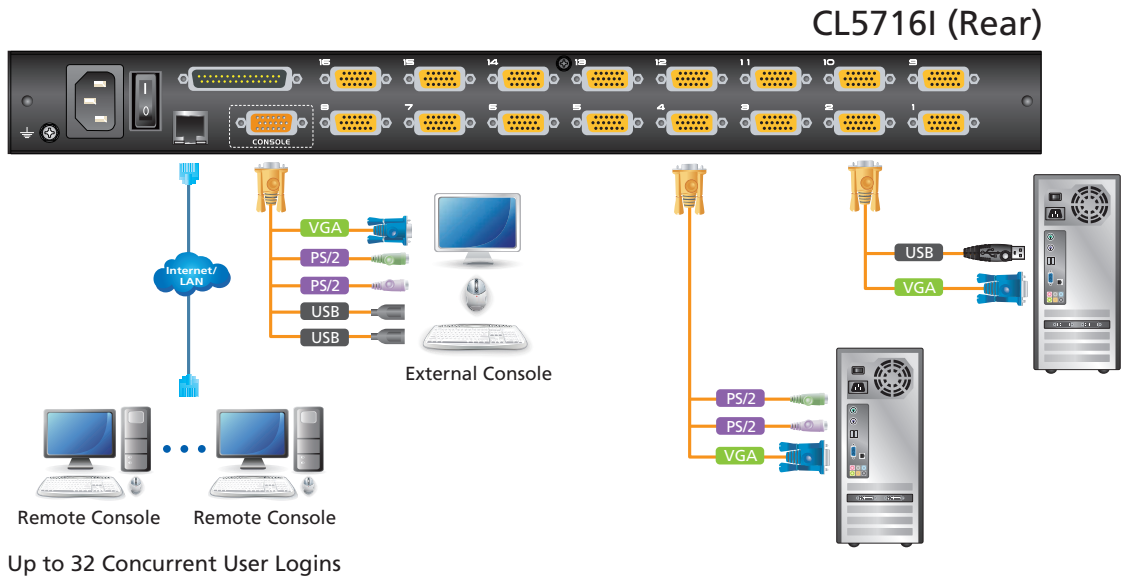 CL5716I (Rear)
16 15 14 13 12 11 10 9
I
0
8 7 6 5 4 3 2 1
CONSOLE
VGA
PS/2
PS/2
USB
USB
External Console
Internet/
LAN
Remote Console
Remote Console
Up to 32 Concurrent User Logins
PS/2
PS/2
VGA
USB
VGA